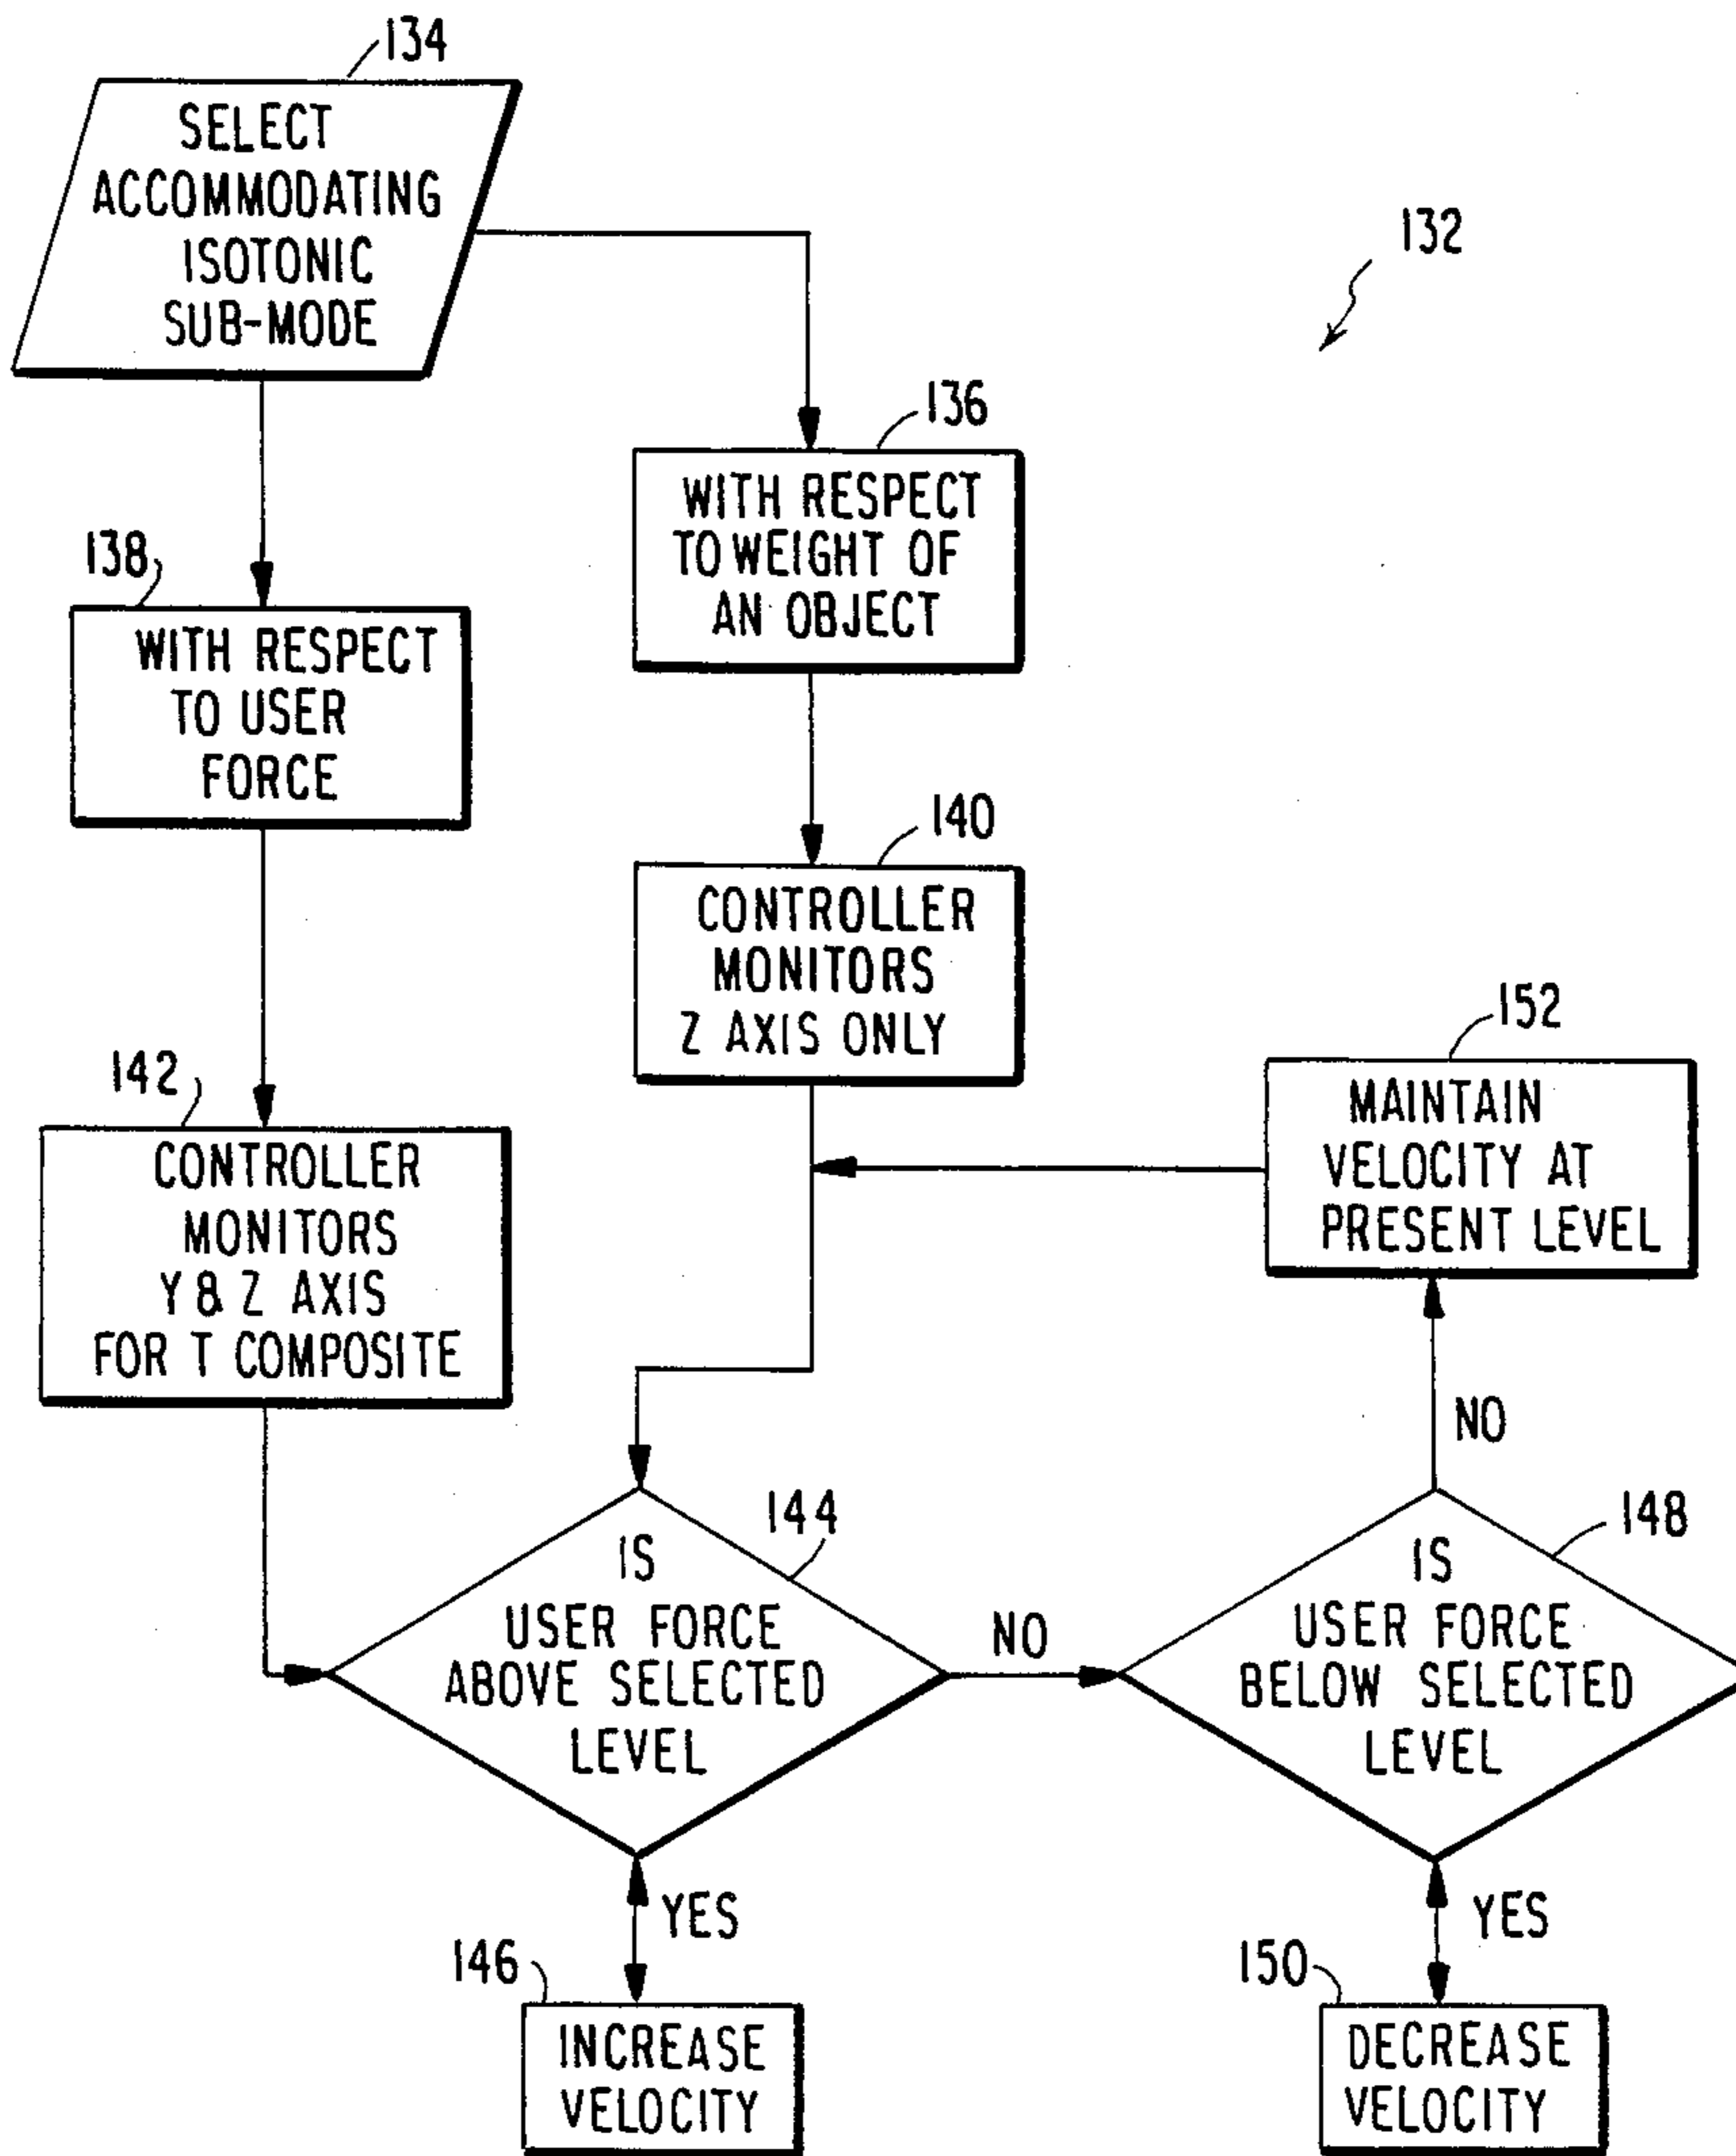 134
SELECT
ACCOMMODATING
ISOTONIC
SUB-MODE
132
136
WITH RESPECT
TO WEIGHT OF
AN OBJECT
138
WITH RESPECT
TO USER
FORCE
140
CONTROLLER
MONITORS
Z AXIS ONLY
142
CONTROLLER
MONITORS
Y & Z AXIS
FOR T COMPOSITE
152
MAINTAIN
VELOCITY AT
PRESENT LEVEL
NO
144
IS
USER FORCE
ABOVE SELECTED
LEVEL
NO
148
IS
USER FORCE
BELOW SELECTED
LEVEL
YES
146
INCREASE
VELOCITY
YES
150
DECREASE
VELOCITY